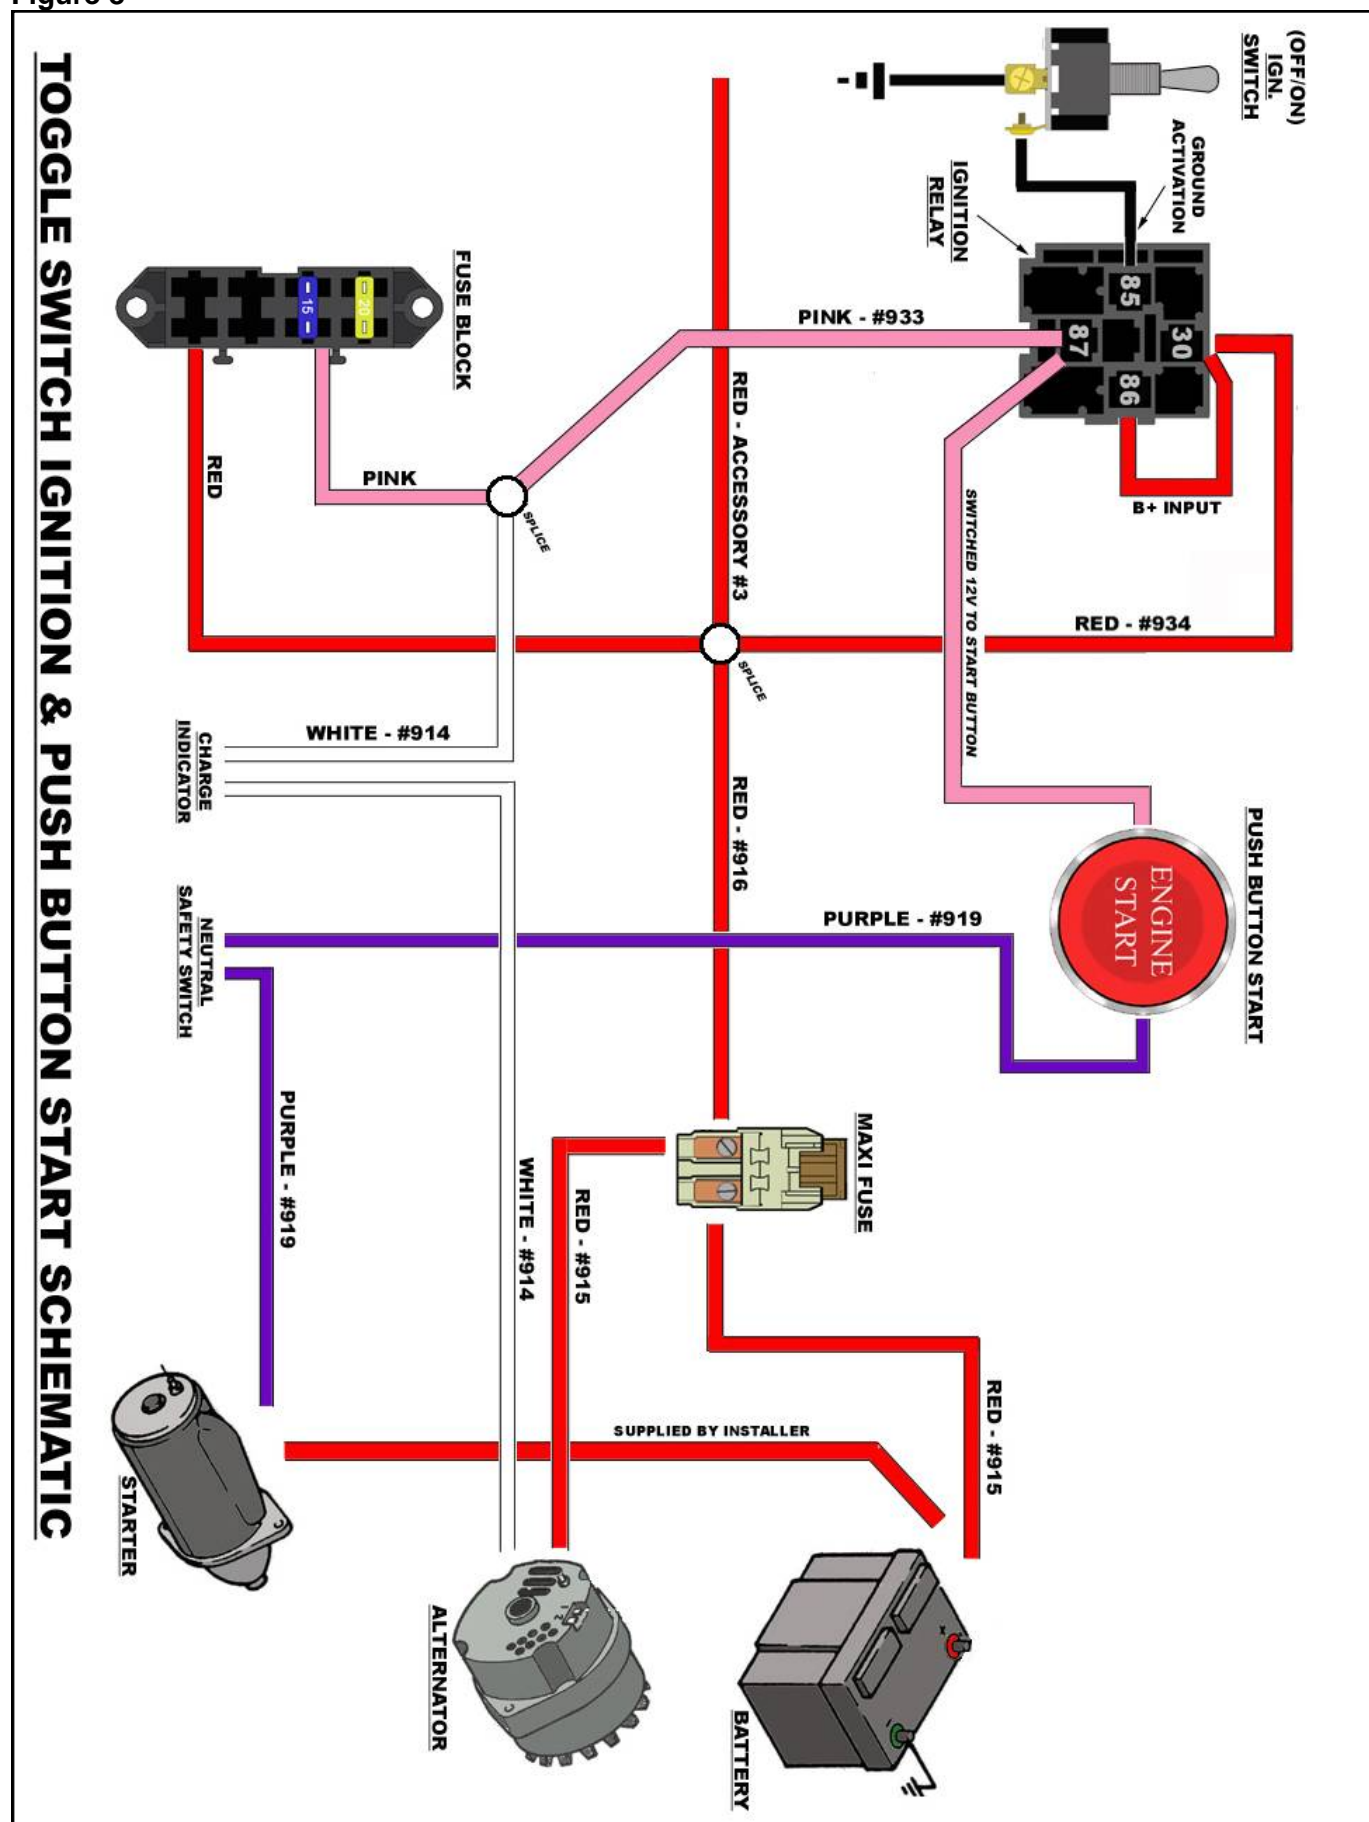 Figure 8
TOGGLE SWITCH IGNITION & PUSH BUTTON START SCHEMATIC
(OFF/ON)
IGN.
SWITCH
GROUND
ACTIVATION
IGNITION
RELAY
85
30
87
86
B+ INPUT
PINK - #933
FUSE BLOCK
15
20
RED
PINK
SPLICE
RED - ACCESSORY #3
SWITCHED 12V TO START BUTTON
RED - #934
SPLICE
WHITE - #914
CHARGE
INDICATOR
RED - #916
PUSH BUTTON START
ENGINE
START
PURPLE - #919
NEUTRAL
SAFETY SWITCH
PURPLE - #919
MAXI FUSE
WHITE - #914
RED - #915
RED - #915
SUPPLIED BY INSTALLER
STARTER
ALTERNATOR
1
2
BATTERY